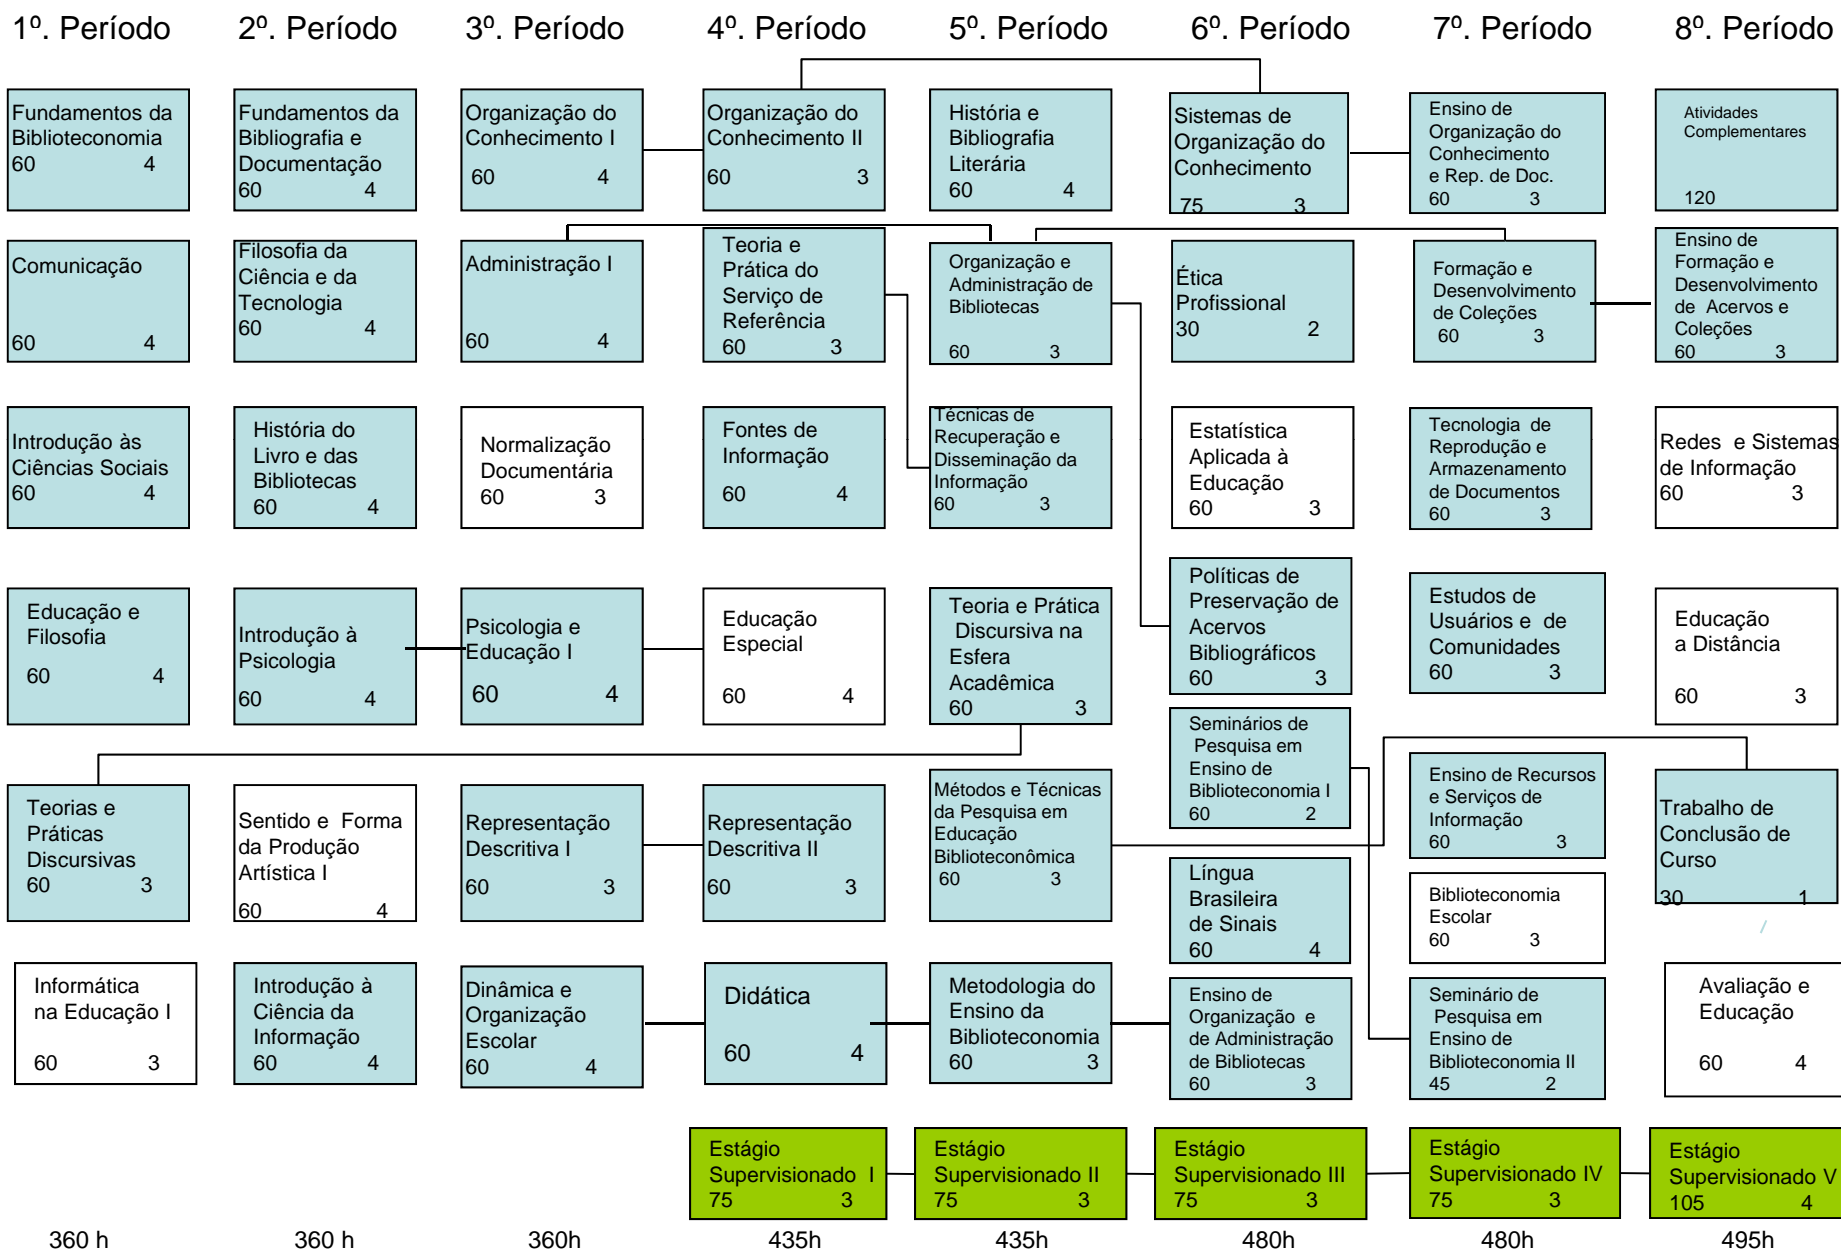 1º. Período
2º. Período
3º. Período
4º. Período
5º. Período
6º. Período
7º. Período
8º. Período
Fundamentos da
Biblioteconomia
60 4
Fundamentos da
Bibliografia e
Documentação
60 4
Organização do
Conhecimento I
60 4
Organização do
Conhecimento II
60 3
História e
Bibliografia
Literária
60 4
Sistemas de
Organização do
Conhecimento
75 3
Ensino de
Organização do
Conhecimento
e Rep. de Doc.
60 3
Atividades
Complementares
120
Comunicação
60 4
Filosofia da
Ciência e da
Tecnologia
60 4
Administração I
60 4
Teoria e
Prática do
Serviço de
Referência
60 3
Organização e
Administração de
Bibliotecas
60 3
Ética
Profissional
30 2
Formação e
Desenvolvimento
de Coleções
60 3
Ensino de
Formação e
Desenvolvimento
de Acervos e
Coleções
60 3
Introdução às
Ciências Sociais
60 4
História do
Livro e das
Bibliotecas
60 4
Normalização
Documentária
60 3
Fontes de
Informação
60 4
Técnicas de
Recuperação e
Disseminação da
Informação
60 3
Estatística
Aplicada à
Educação
60 3
Tecnologia de
Reprodução e
Armazenamento
de Documentos
60 3
Redes e Sistemas
de Informação
60 3
Educação e
Filosofia
60 4
Introdução à
Psicologia
60 4
Psicologia e
Educação I
60 4
Educação
Especial
60 4
Teoria e Prática
Discursiva na
Esfera
Acadêmica
60 3
Políticas de
Preservação de
Acervos
Bibliográficos
60 3
Estudos de
Usuários e de
Comunidades
60 3
Educação
a Distância
60 3
Teorias e
Práticas
Discursivas
60 3
Sentido e Forma
da Produção
Artística I
60 4
Representação
Descritiva I
60 3
Representação
Descritiva II
60 3
Métodos e Técnicas
da Pesquisa em
Educação
Biblioteconômica
60 3
Seminários de
Pesquisa em
Ensino de
Biblioteconomia I
60 2
Língua
Brasileira
de Sinais
60 4
Ensino de Recursos
e Serviços de
Informação
60 3
Biblioteconomia
Escolar
60 3
Trabalho de
Conclusão de
Curso
30 1
Informática
na Educação I
60 3
Introdução à
Ciência da
Informação
60 4
Dinâmica e
Organização
Escolar
60 4
Didática
60 4
Metodologia do
Ensino da
Biblioteconomia
60 3
Ensino de
Organização e
de Administração
de Bibliotecas
60 3
Seminário de
Pesquisa em
Ensino de
Biblioteconomia II
45 2
Avaliação e
Educação
60 4
Estágio
Supervisionado I
75 3
Estágio
Supervisionado II
75 3
Estágio
Supervisionado III
75 3
Estágio
Supervisionado IV
75 3
Estágio
Supervisionado V
105 4
360 h
360 h
360h
435h
435h
480h
480h
495h